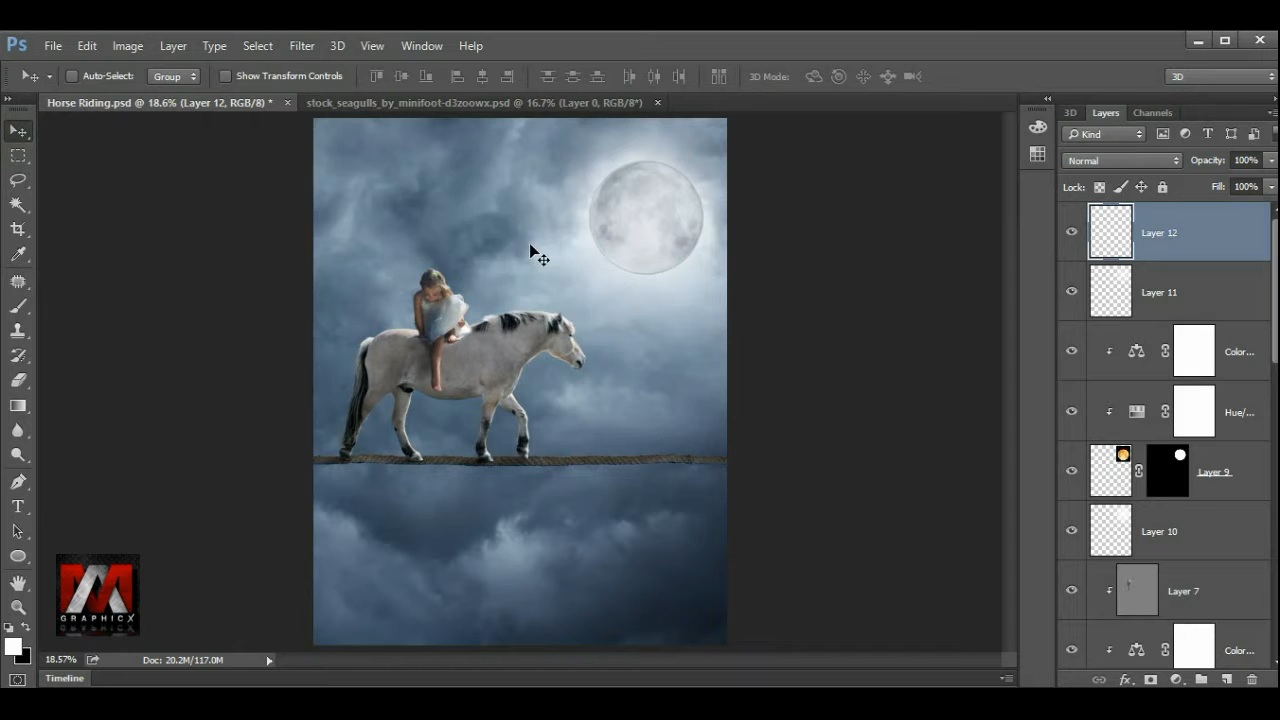 Ps File Edit Image Layer Type Select Filter 3D View Window Help
Auto-Select: Group Show Transform Controls 3D Mode: 3D
Horse Riding.psd @ 18.6% (Layer 12, RGB/8) * × stock_seagulls_by_minifoot-d3zoowx.psd @ 16.7% (Layer 0, RGB/8*) ×
3D Layers Channels
Kind
Normal Opacity: 100%
Lock: Fill: 100%
Layer 12
Layer 11
Color...
Hue/...
Layer 9
Layer 10
Layer 7
Color...
GRAPHICX
18.57% Doc: 20.2M/117.0M
Timeline
fx